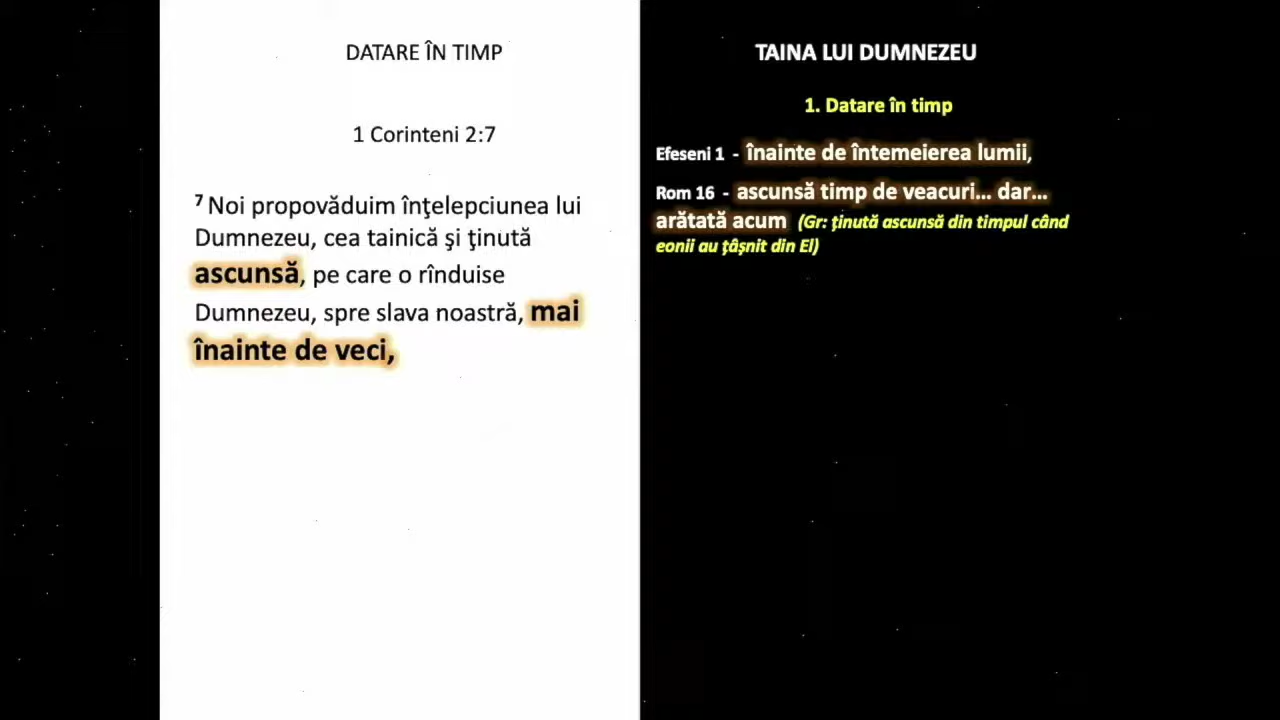 DATARE ÎN TIMP
1 Corinteni 2:7
7 Noi propovăduim înţelepciunea lui
Dumnezeu, cea tainică şi ţinută
ascunsă, pe care o rînduise
Dumnezeu, spre slava noastră, mai
înainte de veci,
TAINA LUI DUMNEZEU
1. Datare în timp
Efeseni 1 - înainte de întemeierea lumii,
Rom 16 - ascunsă timp de veacuri... dar...
arătată acum (Gr: ținută ascunsă din timpul când
eonii au țâșnit din El)